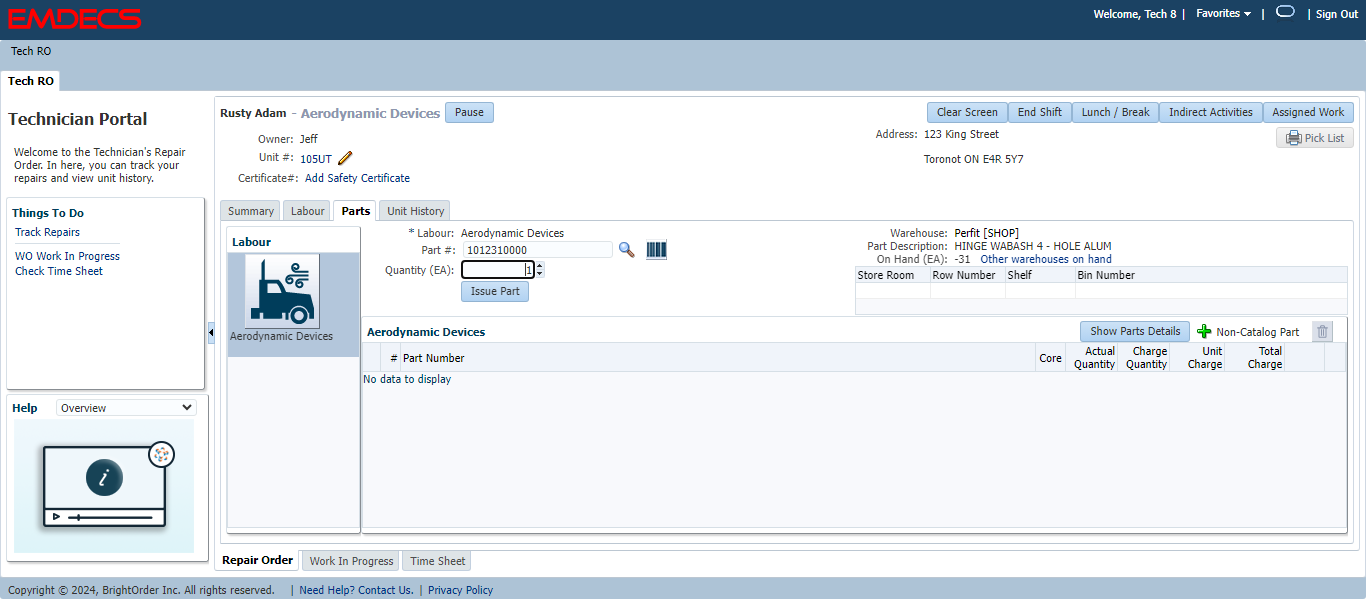 EMDECS
Welcome, Tech 8 | Favorites | | Sign Out
Tech RO
Tech RO
Technician Portal
Welcome to the Technician's Repair
Order. In here, you can track your
repairs and view unit history.
Things To Do
Track Repairs
WO Work In Progress
Check Time Sheet
Help Overview
i
Rusty Adam - Aerodynamic Devices Pause
Clear Screen End Shift Lunch / Break Indirect Activities Assigned Work
Owner: Jeff
Unit #: 105UT
Certificate#: Add Safety Certificate
Address: 123 King Street
Toronot ON E4R 5Y7
Pick List
Summary Labour Parts Unit History
Labour
Aerodynamic Devices
* Labour: Aerodynamic Devices
Part #: 1012310000
Quantity (EA): 1
Issue Part
Warehouse: Perfit [SHOP]
Part Description: HINGE WABASH 4 - HOLE ALUM
On Hand (EA): -31 Other warehouses on hand
Store Room Row Number Shelf Bin Number
Aerodynamic Devices Show Parts Details Non-Catalog Part
# Part Number Core Actual Quantity Charge Quantity Unit Charge Total Charge
No data to display
Repair Order Work In Progress Time Sheet
Copyright © 2024, BrightOrder Inc. All rights reserved. | Need Help? Contact Us. | Privacy Policy